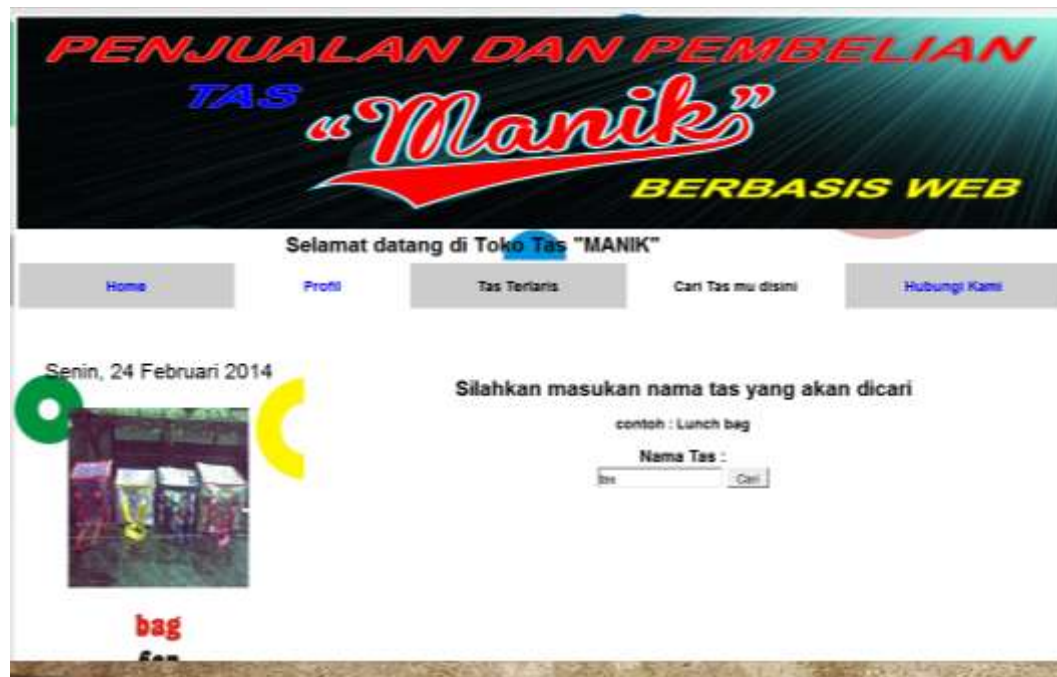 PENJUALAN DAN PEMBELIAN
TAS
“Manik”
BERBASIS WEB
Selamat datang di Toko Tas "MANIK"
Home Profil Tas Terlaris Cari Tas mu disini Hubungi Kami
Senin, 24 Februari 2014
Silahkan masukan nama tas yang akan dicari
contoh : Lunch bag
Nama Tas :
tas Cari
bag